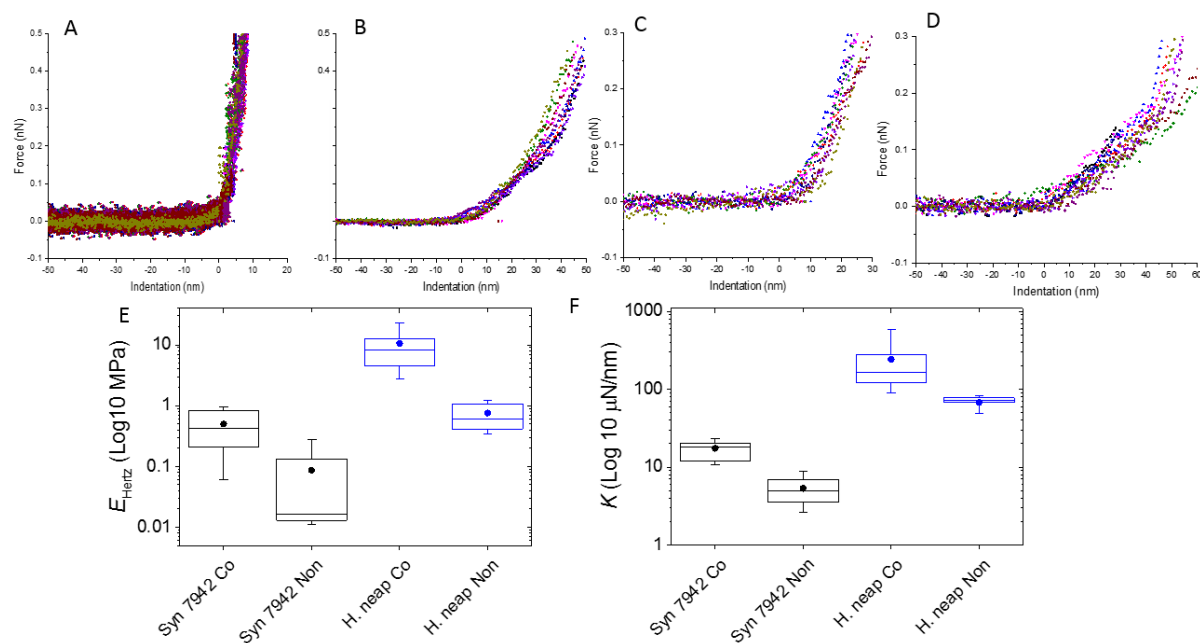 A
B
C
D
0.5
0.4
0.3
0.2
0.1
0.0
-0.1
Force (nN)
-50 -40 -30 -20 -10 0 10 20
Indentation (nm)
0.5
0.4
-0.1
Force (nN)
-50 -40 -30 -20 -10 0 10 20 30 40 50
Indentation (nm)
0.3
0.2
0.1
0.0
-0.1
Force (nN)
-50 -40 -30 -20 -10 0 10 20 30
Indentation (nm)
0.3
0.2
0.1
0.0
-0.1
Force (nN)
-50 -40 -30 -20 -10 0 10 20 30 40 50 60
Indentation (nm)
E
10
1
0.1
0.01
EHertz (Log10 MPa)
Syn 7942 Co
Syn 7942 Non
H. neap Co
H. neap Non
F
1000
100
10
1
K (Log 10 μN/nm)
Syn 7942 Co
Syn 7942 Non
H. neap Co
H. neap Non